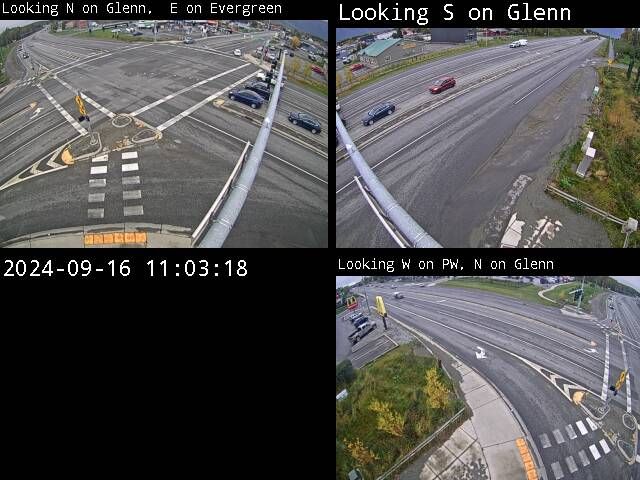 Looking N on Glenn,  E on Evergreen
Looking S on Glenn
2024-09-16 11:03:18
Looking W on PW, N on Glenn